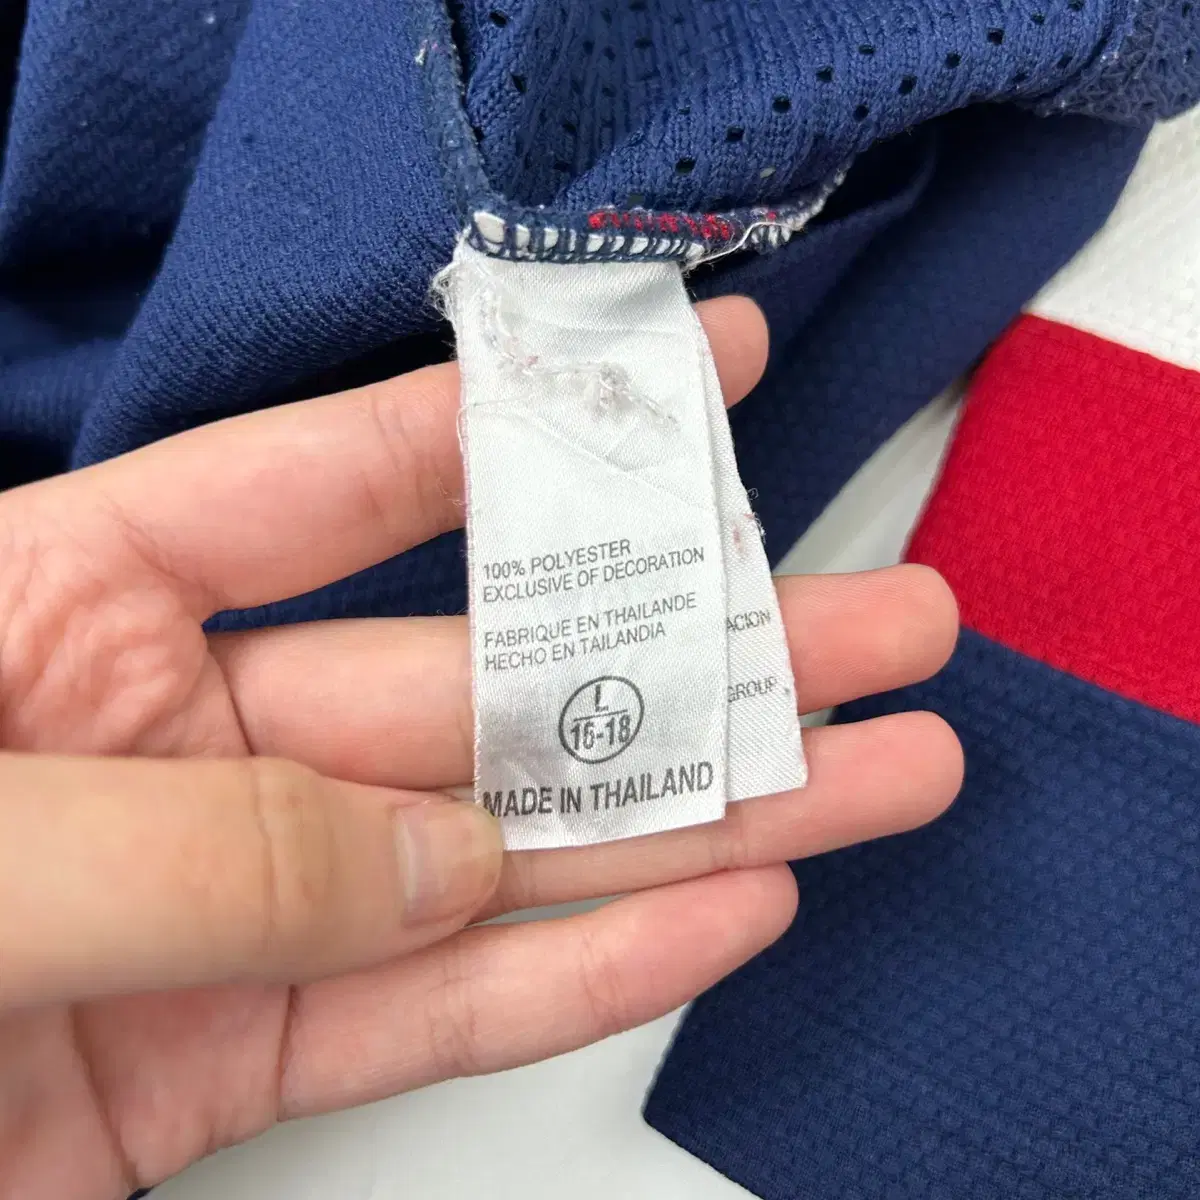 100% POLYESTER
EXCLUSIVE OF DECORATION
FABRIQUE EN THAILANDE
HECHO EN TAILANDIA
L
16-18
MADE IN THAILAND
ACION
GROUP